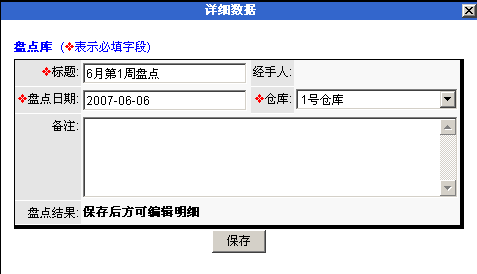 详细数据
盘点库 (❖表示必填字段)
❖标题: 6月第1周盘点 经手人:
❖盘点日期: 2007-06-06 ❖仓库: 1号仓库
备注:
盘点结果: 保存后方可编辑明细
保存